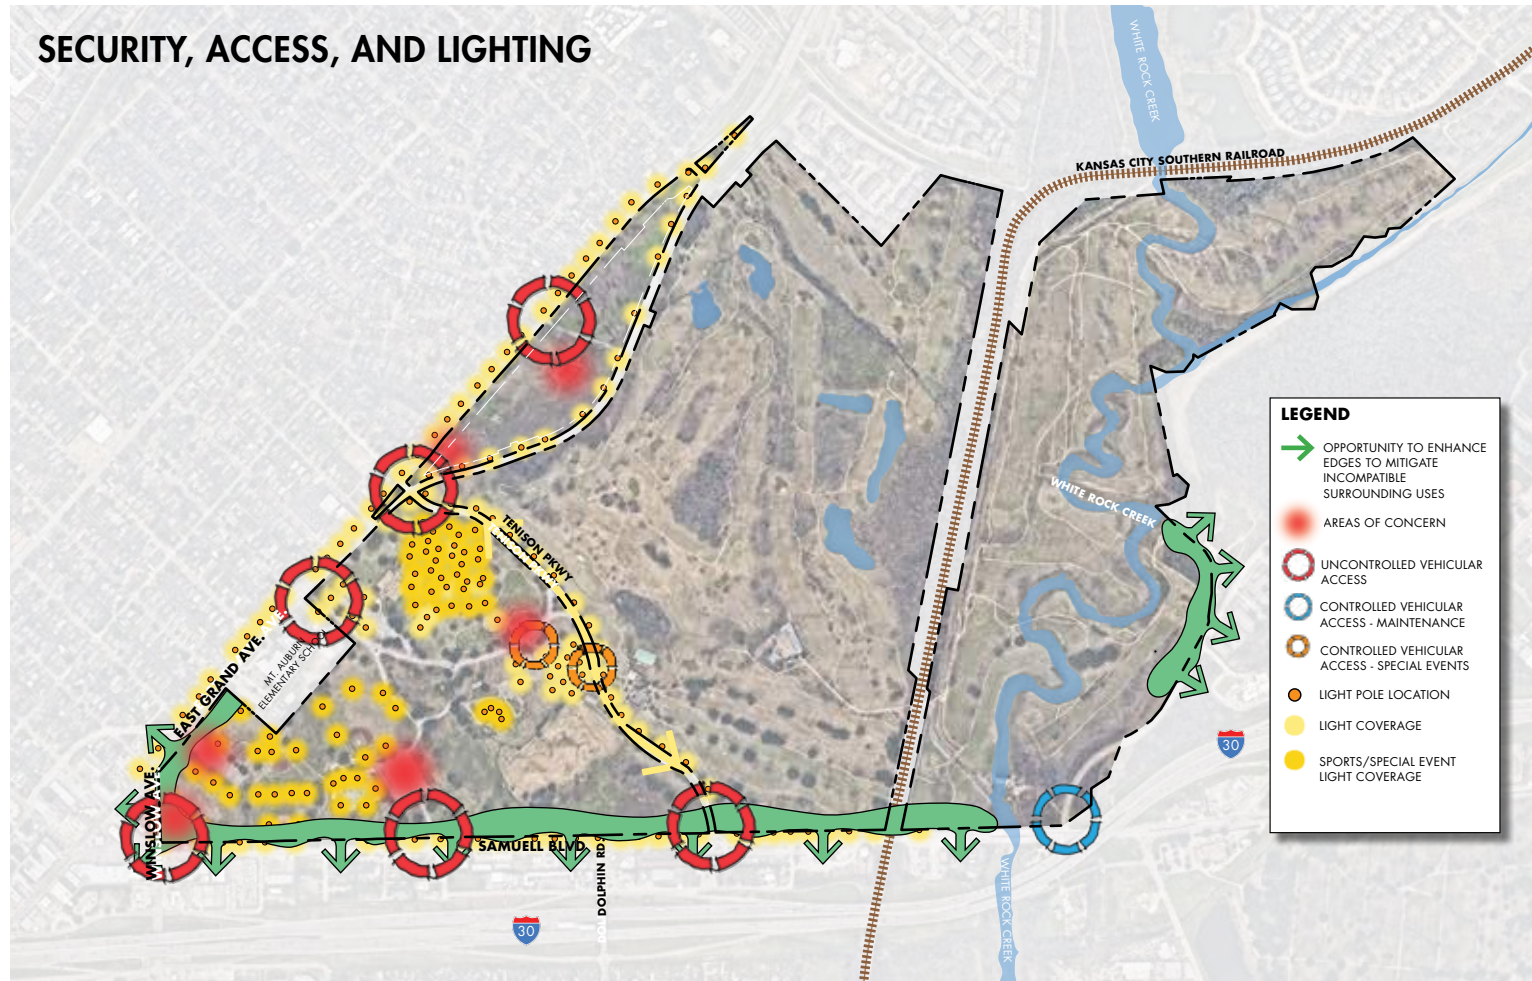 SECURITY, ACCESS, AND LIGHTING
WHITE ROCK CREEK
KANSAS CITY SOUTHERN RAILROAD
WHITE ROCK CREEK
TENISON PKWY
EAST GRAND AVE.
MT. AUBURN
ELEMENTARY SCHOOL
WINSLOW AVE.
SAMUELL BLVD
DOLPHIN RD
WHITE ROCK CREEK
30
30
LEGEND
OPPORTUNITY TO ENHANCE
EDGES TO MITIGATE
INCOMPATIBLE
SURROUNDING USES
AREAS OF CONCERN
UNCONTROLLED VEHICULAR
ACCESS
CONTROLLED VEHICULAR
ACCESS - MAINTENANCE
CONTROLLED VEHICULAR
ACCESS - SPECIAL EVENTS
LIGHT POLE LOCATION
LIGHT COVERAGE
SPORTS/SPECIAL EVENT
LIGHT COVERAGE